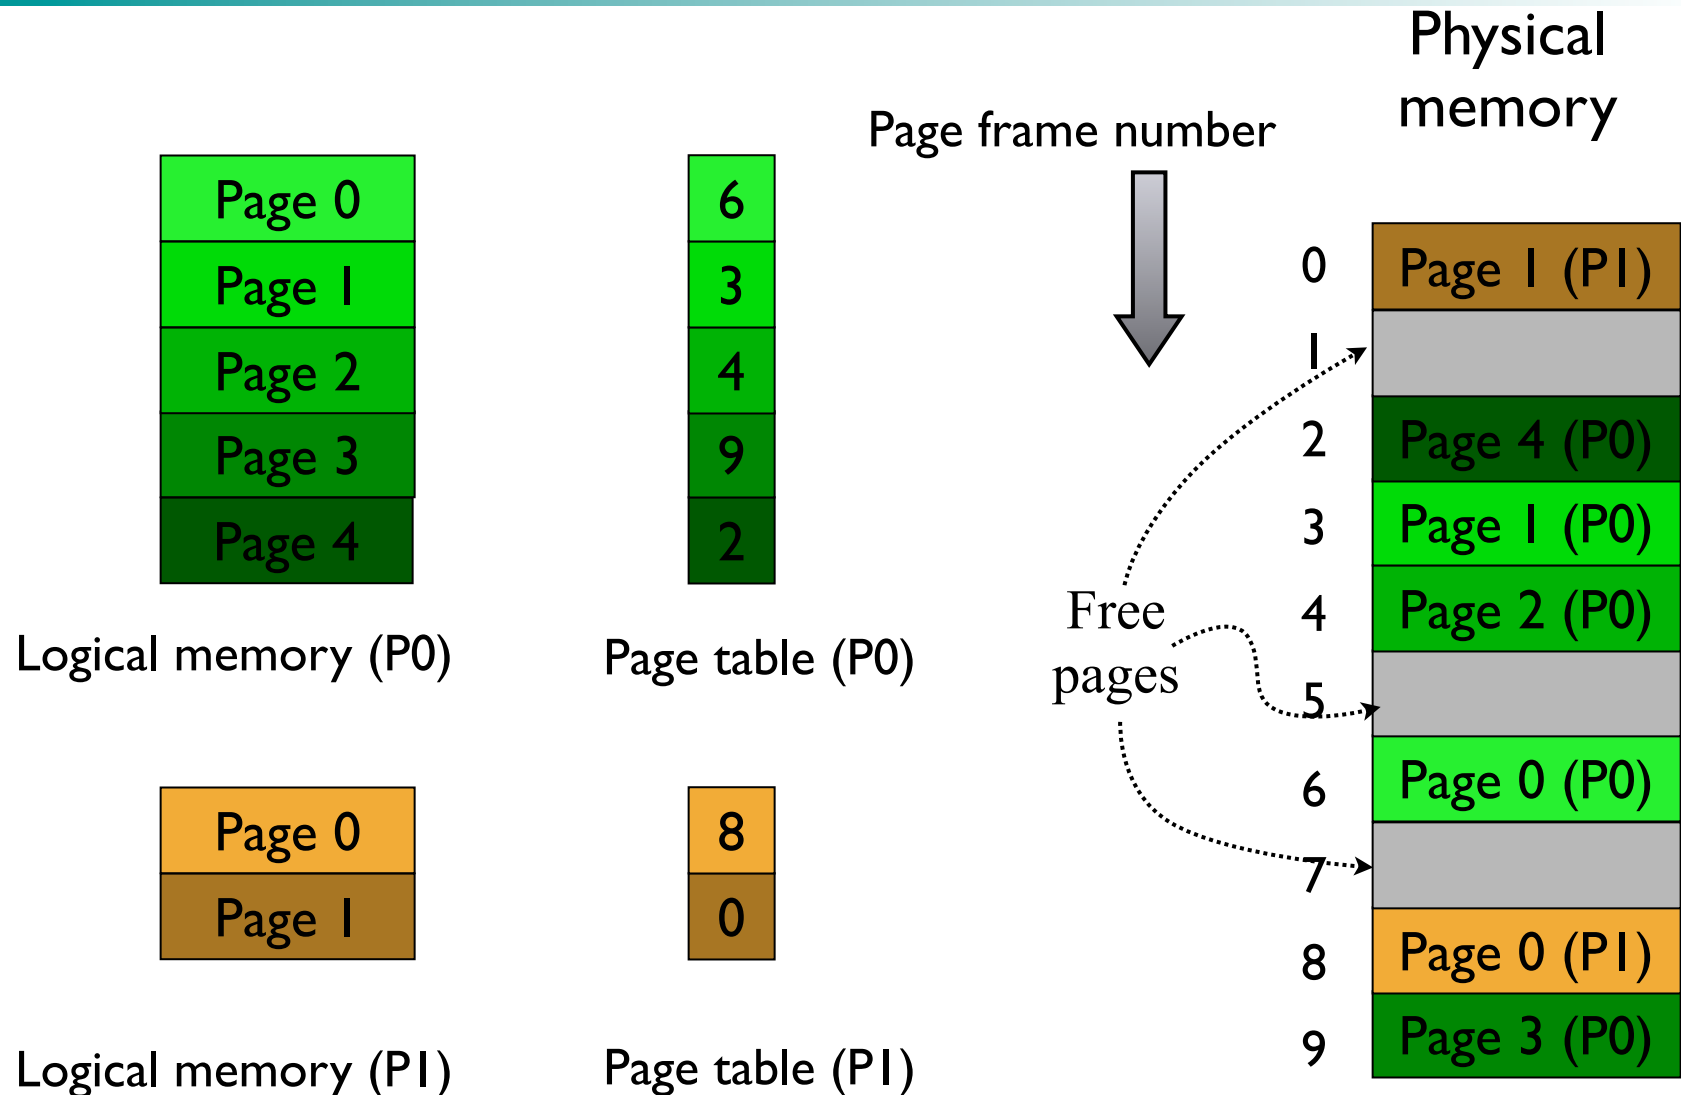 Physical
memory
Page frame number
Page 0
Page 1
Page 2
Page 3
Page 4
Logical memory (P0)
6
3
4
9
2
Page table (P0)
Page 0
Page 1
Logical memory (P1)
8
0
Page table (P1)
Free
pages
0 Page 1 (P1)
1
2 Page 4 (P0)
3 Page 1 (P0)
4 Page 2 (P0)
5
6 Page 0 (P0)
7
8 Page 0 (P1)
9 Page 3 (P0)